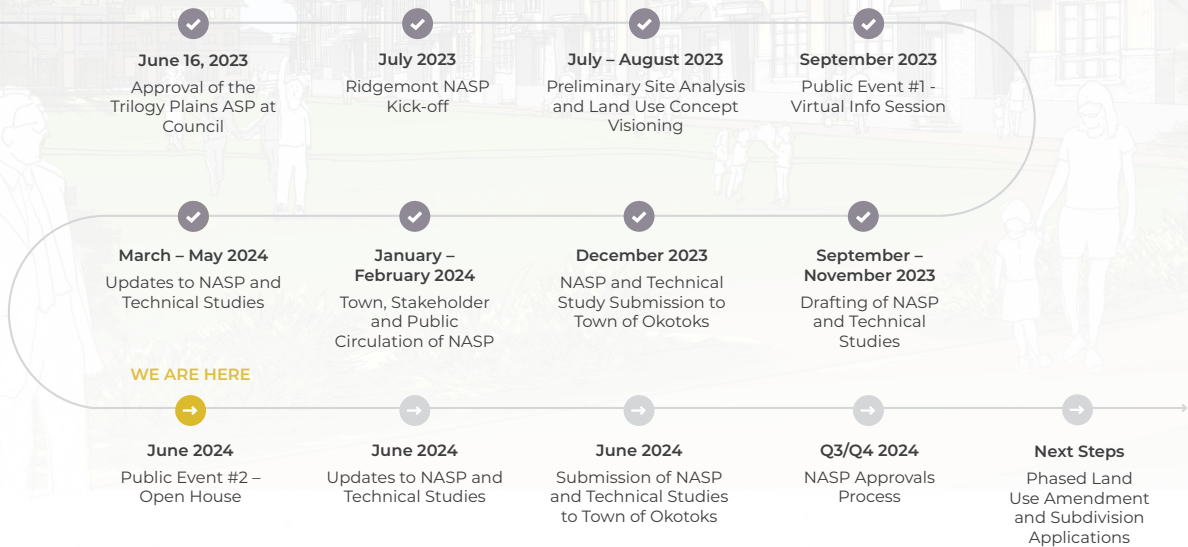 June 16, 2023
Approval of the
Trilogy Plains ASP at
Council
July 2023
Ridgemont NASP
Kick-off
July – August 2023
Preliminary Site Analysis
and Land Use Concept
Visioning
September 2023
Public Event #1 -
Virtual Info Session
September –
November 2023
Drafting of NASP
and Technical
Studies
December 2023
NASP and Technical
Study Submission to
Town of Okotoks
January –
February 2024
Town, Stakeholder
and Public
Circulation of NASP
March – May 2024
Updates to NASP and
Technical Studies
WE ARE HERE
June 2024
Public Event #2 –
Open House
June 2024
Updates to NASP and
Technical Studies
June 2024
Submission of NASP
and Technical Studies
to Town of Okotoks
Q3/Q4 2024
NASP Approvals
Process
Next Steps
Phased Land
Use Amendment
and Subdivision
Applications